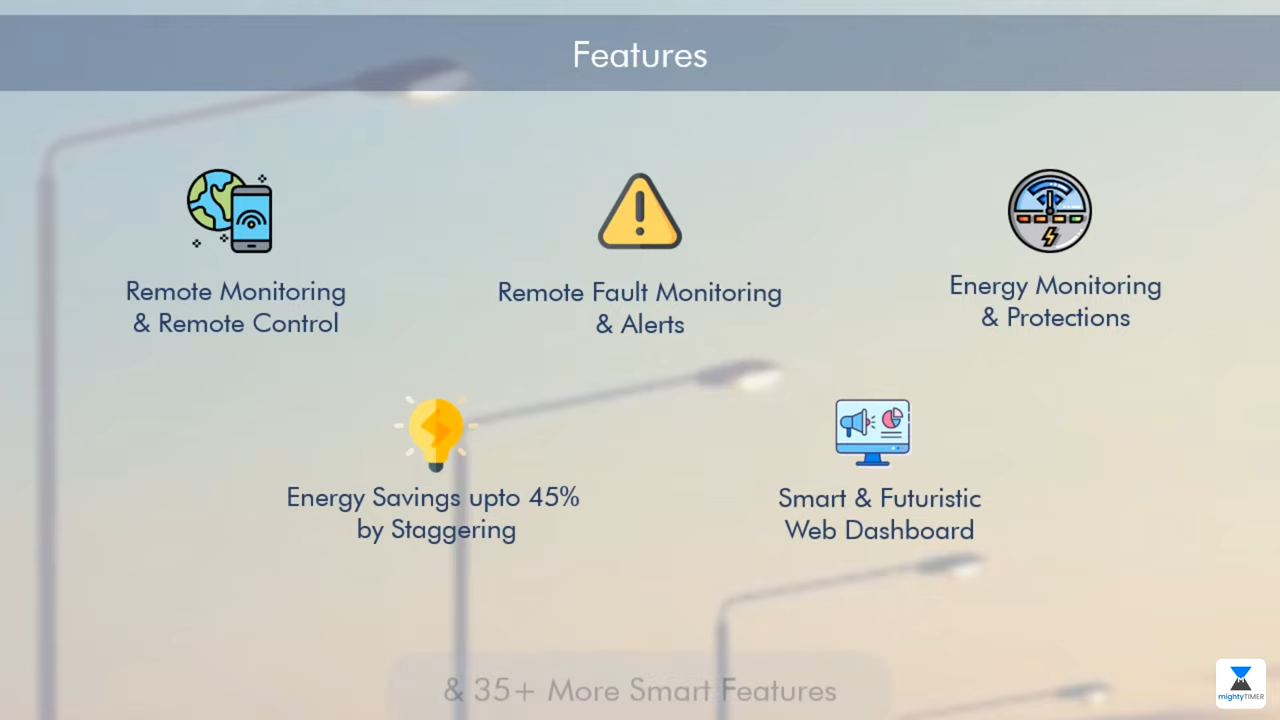 Features
Remote Monitoring
& Remote Control
Remote Fault Monitoring
& Alerts
Energy Monitoring
& Protections
Energy Savings upto 45%
by Staggering
Smart & Futuristic
Web Dashboard
& 35+ More Smart Features
mightyTIMER